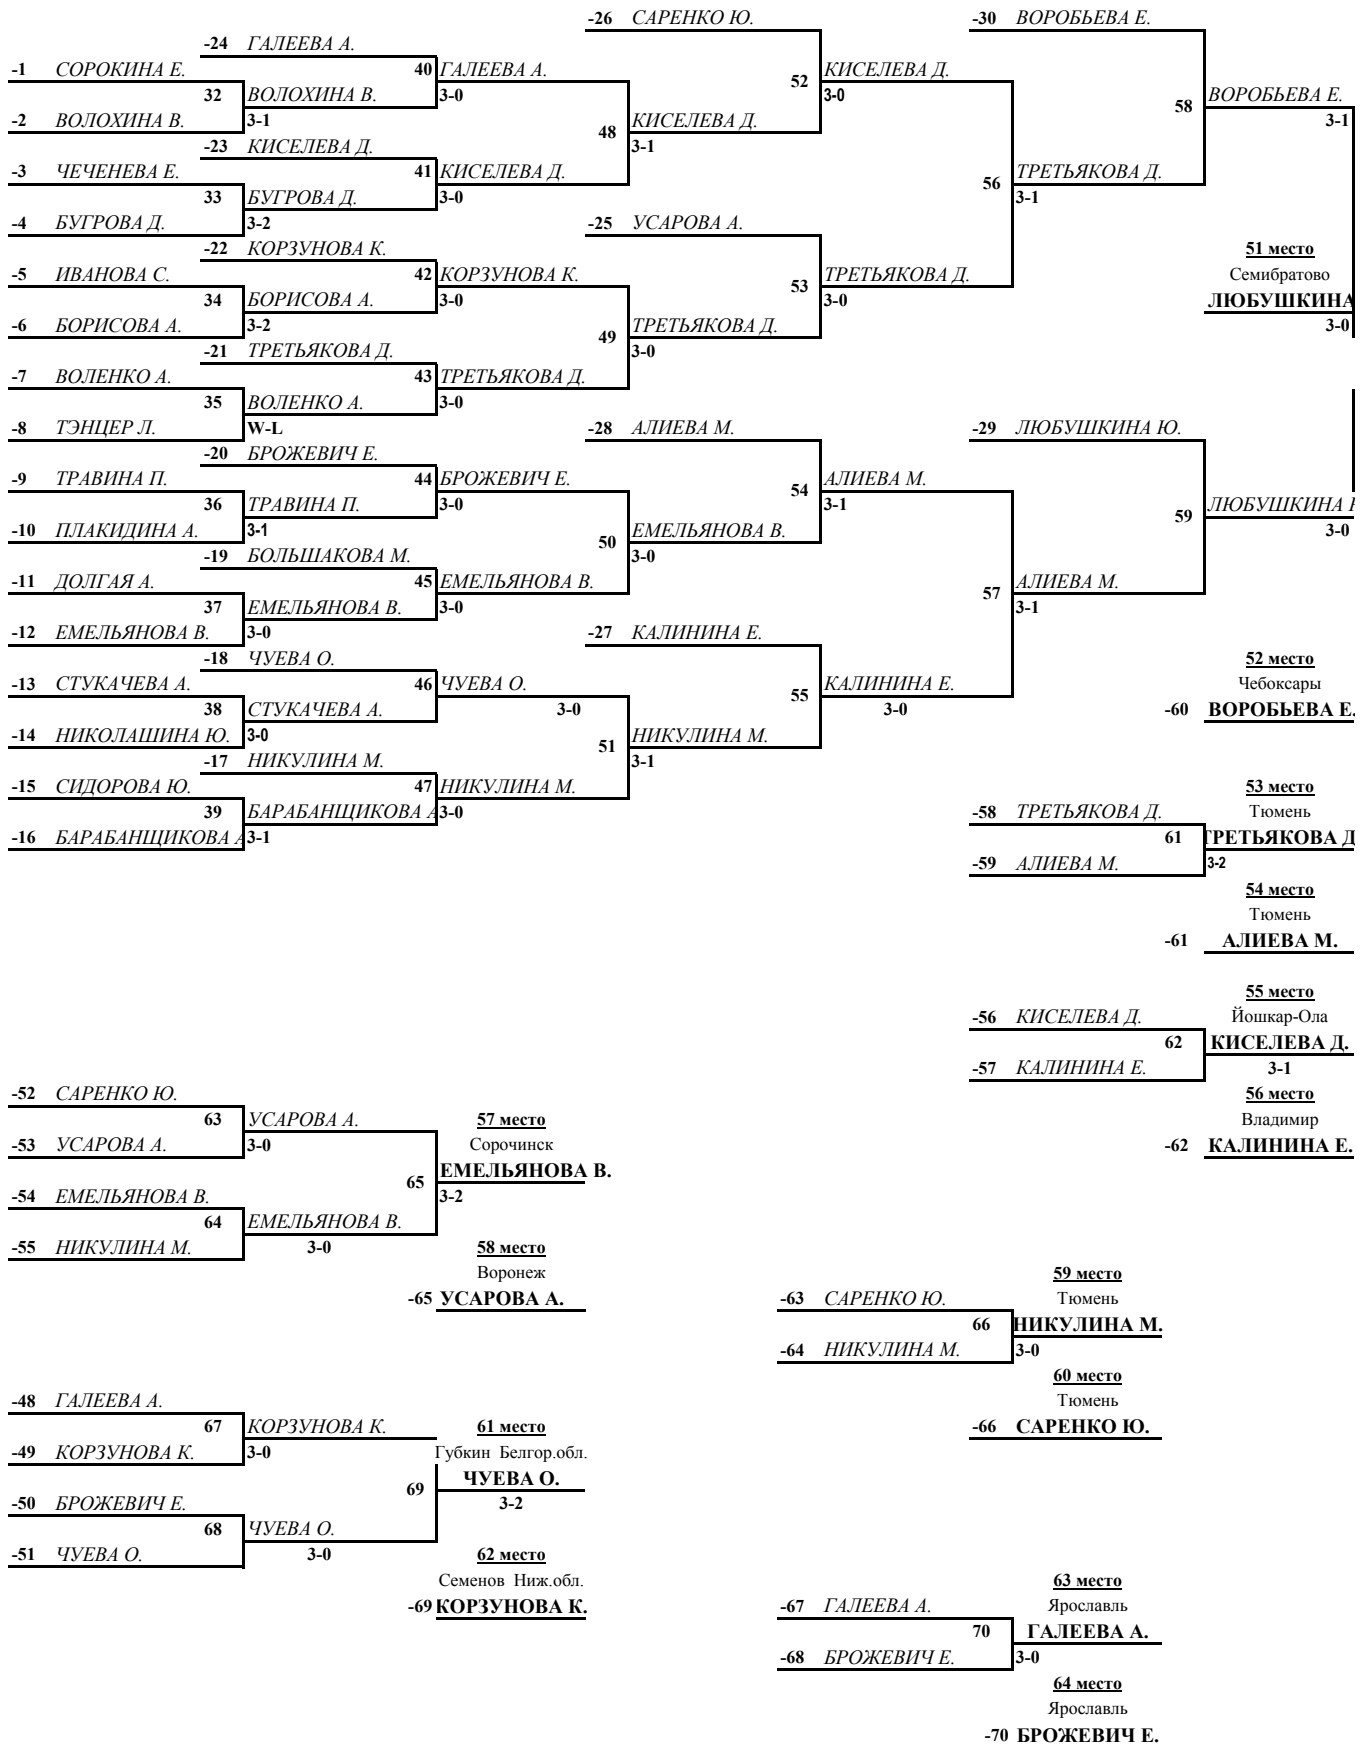 -26 САРЕНКО Ю. -30 ВОРОБЬЕВА Е.
-24 ГАЛЕЕВА А.
-1 СОРОКИНА Е. 40 ГАЛЕЕВА А. 52 КИСЕЛЕВА Д.
32 ВОЛОХИНА В. 3-0 3-0 58 ВОРОБЬЕВА Е.
-2 ВОЛОХИНА В. 3-1 48 КИСЕЛЕВА Д. 3-1
-23 КИСЕЛЕВА Д. 3-1
-3 ЧЕЧЕНЕВА Е. 41 КИСЕЛЕВА Д. 56 ТРЕТЬЯКОВА Д.
33 БУГРОВА Д. 3-0 3-1
-4 БУГРОВА Д. 3-2 -25 УСАРОВА А.
-22 КОРЗУНОВА К. 51 место
-5 ИВАНОВА С. 42 КОРЗУНОВА К. 53 ТРЕТЬЯКОВА Д. Семибратово
34 БОРИСОВА А. 3-0 3-0 ЛЮБУШКИНА
-6 БОРИСОВА А. 3-2 49 ТРЕТЬЯКОВА Д. 3-0
-21 ТРЕТЬЯКОВА Д. 3-0
-7 ВОЛЕНКО А. 43 ТРЕТЬЯКОВА Д.
35 ВОЛЕНКО А. 3-0
-8 ТЭНЦЕР Л. W-L -28 АЛИЕВА М. -29 ЛЮБУШКИНА Ю.
-20 БРОЖЕВИЧ Е.
-9 ТРАВИНА П. 44 БРОЖЕВИЧ Е. 54 АЛИЕВА М.
36 ТРАВИНА П. 3-0 3-1 59 ЛЮБУШКИНА
-10 ПЛАКИДИНА А. 3-1 50 ЕМЕЛЬЯНОВА В. 3-0
-19 БОЛЬШАКОВА М. 3-0
-11 ДОЛГАЯ А. 45 ЕМЕЛЬЯНОВА В. 57 АЛИЕВА М.
37 ЕМЕЛЬЯНОВА В. 3-0 3-1
-12 ЕМЕЛЬЯНОВА В. 3-0 -27 КАЛИНИНА Е.
-18 ЧУЕВА О. 52 место
-13 СТУКАЧЕВА А. 46 ЧУЕВА О. 55 КАЛИНИНА Е. Чебоксары
38 СТУКАЧЕВА А. 3-0 3-0 -60 ВОРОБЬЕВА Е.
-14 НИКОЛАШИНА Ю. 3-0 51 НИКУЛИНА М.
-17 НИКУЛИНА М. 3-1
-15 СИДОРОВА Ю. 47 НИКУЛИНА М. 53 место
39 БАРАБАНЩИКОВА 3-0 -58 ТРЕТЬЯКОВА Д. Тюмень
-16 БАРАБАНЩИКОВА 3-1 61 ТРЕТЬЯКОВА Д
-59 АЛИЕВА М. 3-2
54 место
Тюмень
-61 АЛИЕВА М.
55 место
-56 КИСЕЛЕВА Д. Йошкар-Ола
62 КИСЕЛЕВА Д.
-57 КАЛИНИНА Е. 3-1
-52 САРЕНКО Ю. 56 место
63 УСАРОВА А. 57 место Владимир
-53 УСАРОВА А. 3-0 Сорочинск -62 КАЛИНИНА Е.
65 ЕМЕЛЬЯНОВА В.
-54 ЕМЕЛЬЯНОВА В. 3-2
64 ЕМЕЛЬЯНОВА В.
-55 НИКУЛИНА М. 3-0 58 место
Воронеж 59 место
-65 УСАРОВА А. -63 САРЕНКО Ю. Тюмень
66 НИКУЛИНА М.
-64 НИКУЛИНА М. 3-0
60 место
-48 ГАЛЕЕВА А. Тюмень
67 КОРЗУНОВА К. 61 место -66 САРЕНКО Ю.
-49 КОРЗУНОВА К. 3-0 Губкин Белгор.обл.
69 ЧУЕВА О.
-50 БРОЖЕВИЧ Е. 3-2
68 ЧУЕВА О.
-51 ЧУЕВА О. 3-0 62 место
Семенов Ниж.обл. 63 место
-69 КОРЗУНОВА К. -67 ГАЛЕЕВА А. Ярославль
70 ГАЛЕЕВА А.
-68 БРОЖЕВИЧ Е. 3-0
64 место
Ярославль
-70 БРОЖЕВИЧ Е.